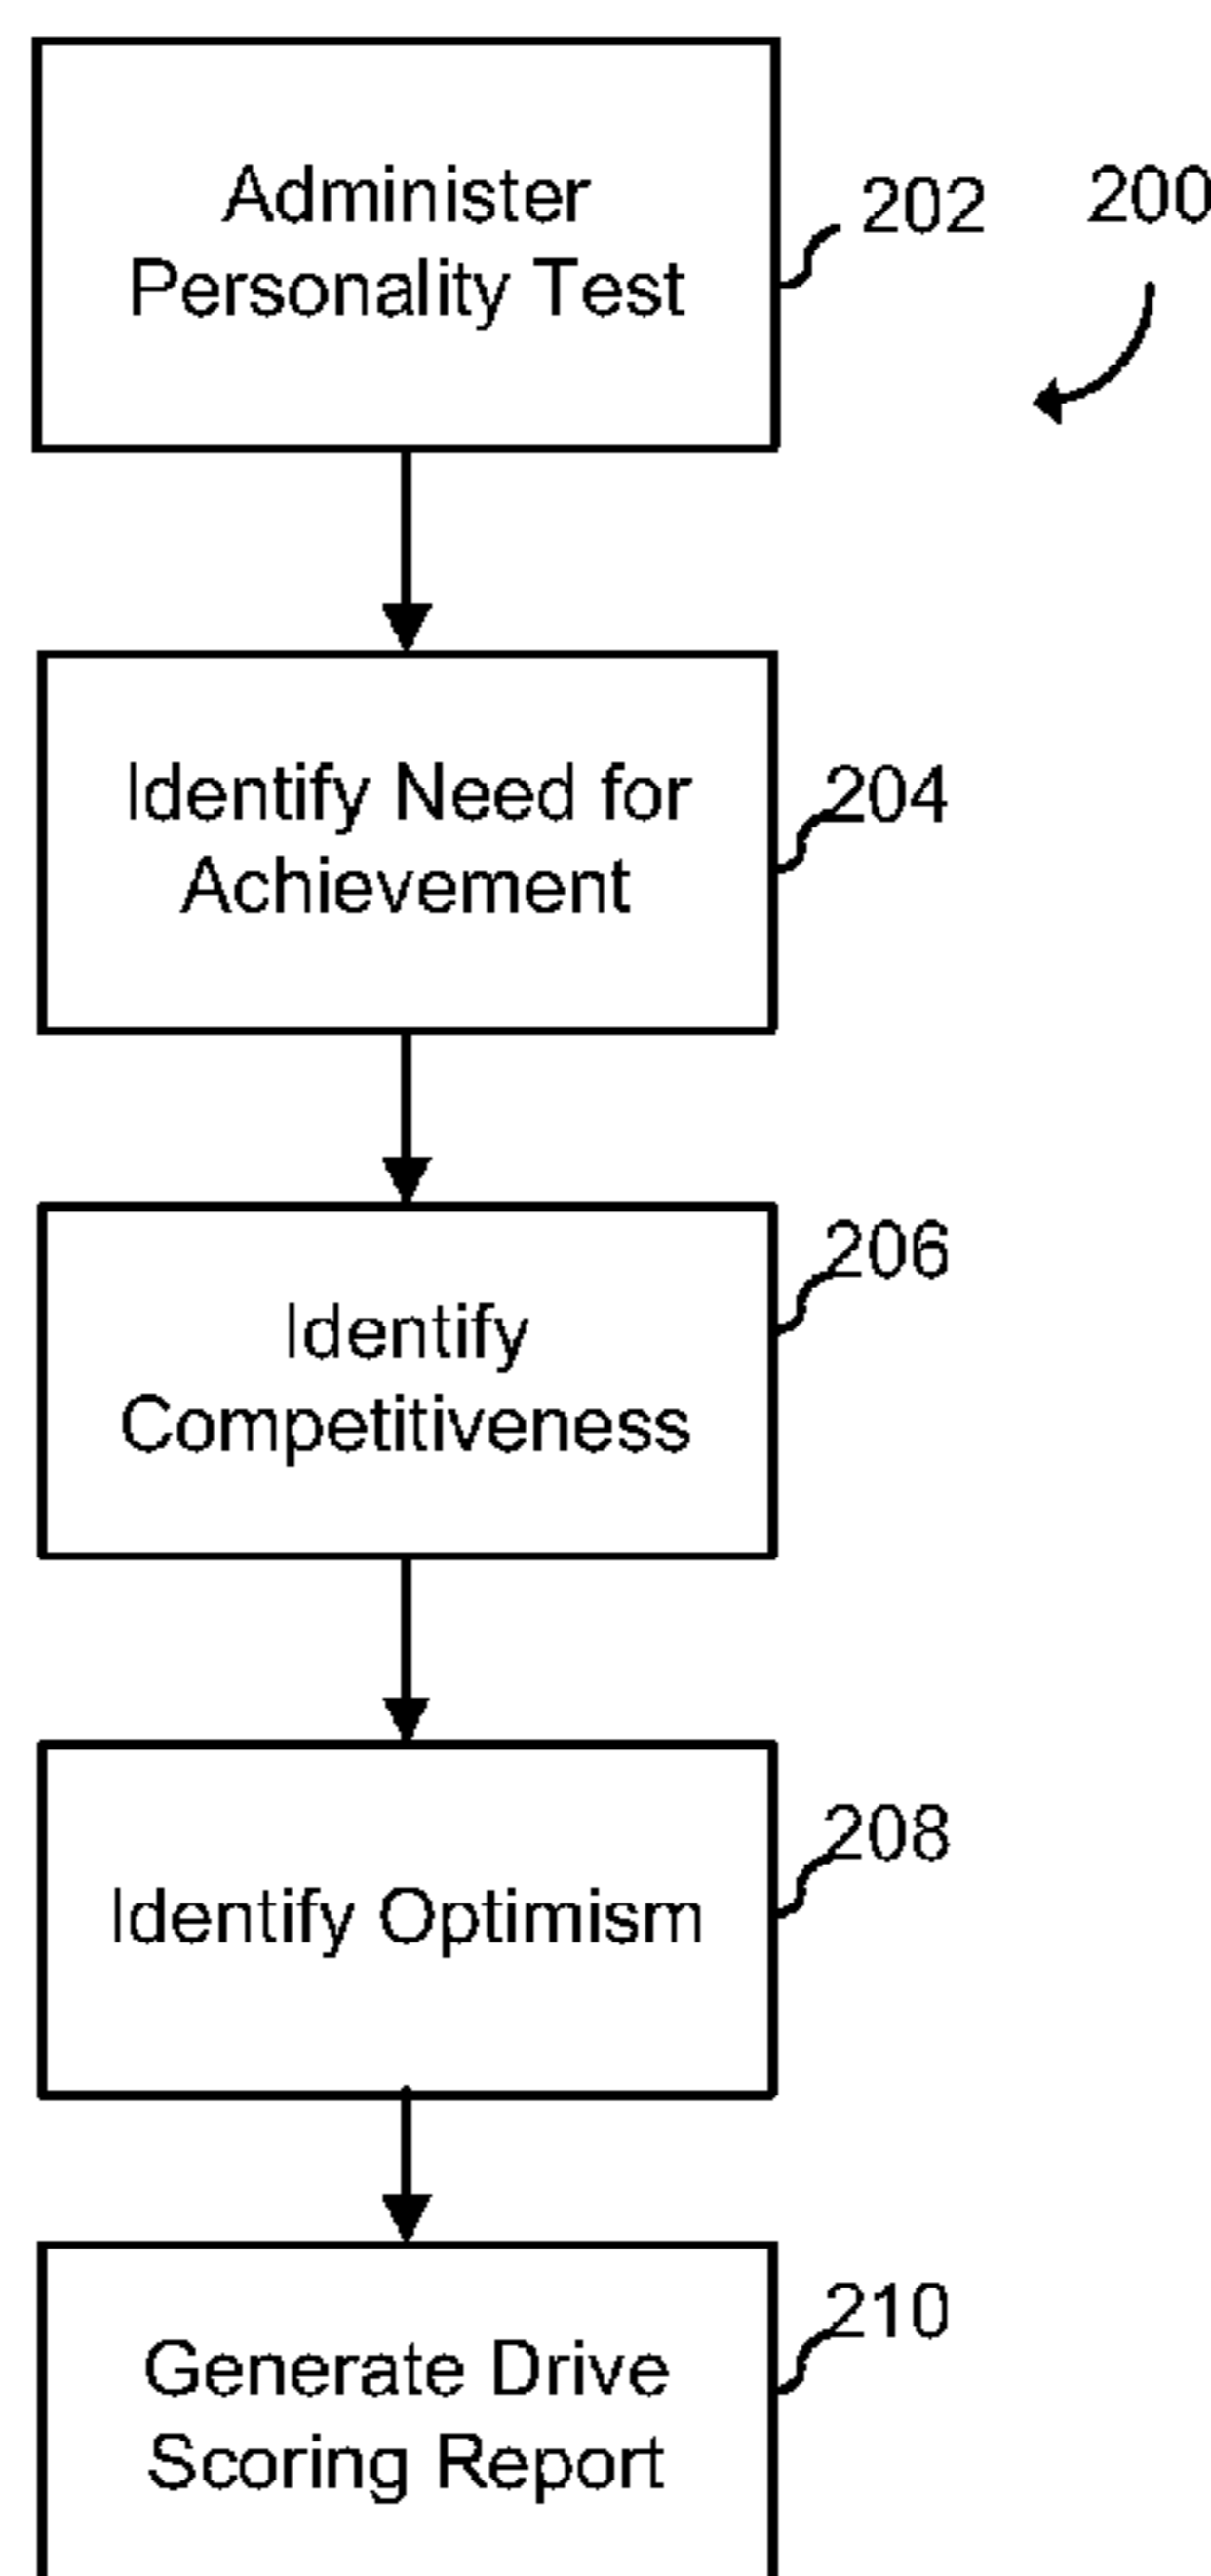 Administer
Personality Test
202
200
Identify Need for
Achievement
204
Identify
Competitiveness
206
Identify Optimism
208
Generate Drive
Scoring Report
210